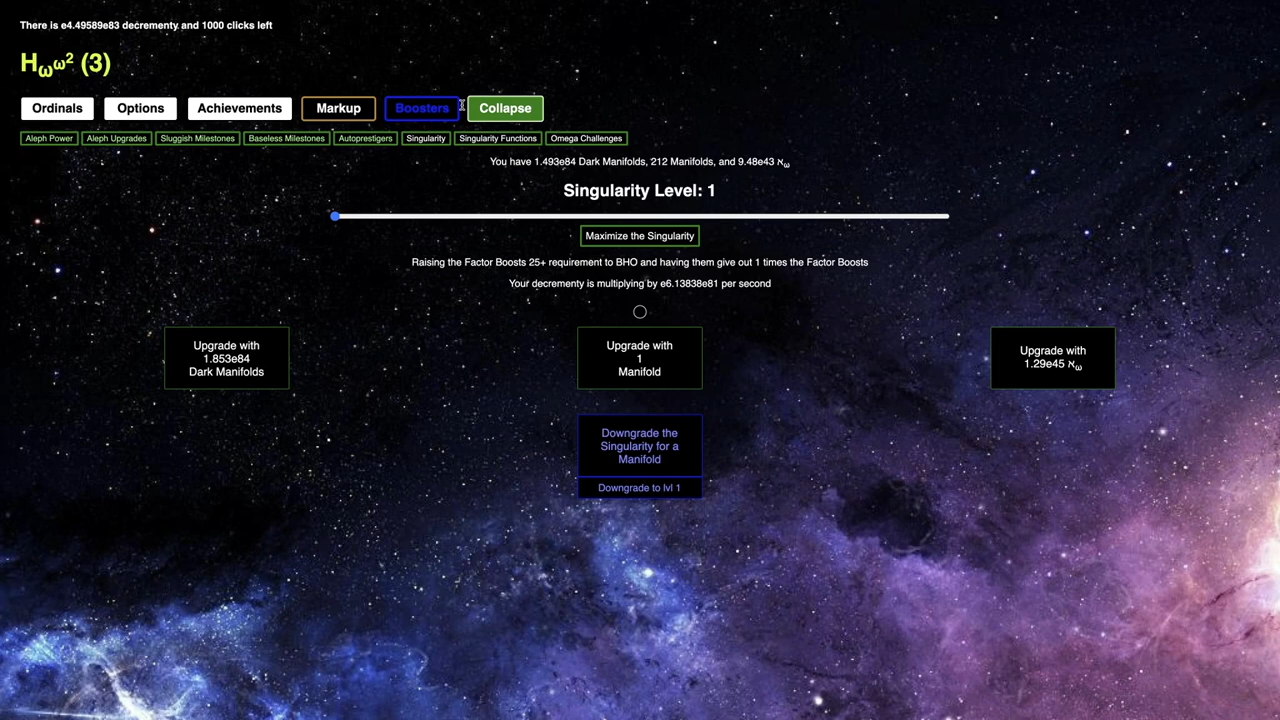 There is e4.49589e83 decrementy and 1000 clicks left
H_ω^ω^2 (3)
Ordinals Options Achievements Markup Boosters Collapse
Aleph Power Aleph Upgrades Sluggish Milestones Baseless Milestones Autoprestigers Singularity Singularity Functions Omega Challenges
You have 1.493e84 Dark Manifolds, 212 Manifolds, and 9.48e43 ℵω
Singularity Level: 1
Maximize the Singularity
Raising the Factor Boosts 25+ requirement to BHO and having them give out 1 times the Factor Boosts
Your decrementy is multiplying by e6.13838e81 per second
Upgrade with
1.853e84
Dark Manifolds
Upgrade with
1
Manifold
Upgrade with
1.29e45 ℵω
Downgrade the
Singularity for a
Manifold
Downgrade to lvl 1